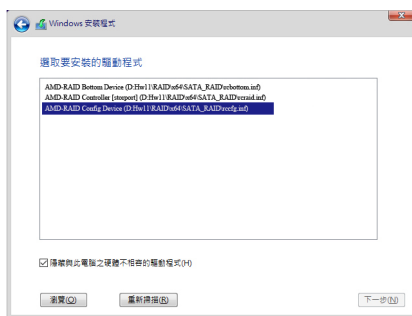 Windows 安裝程式
選取要安裝的驅動程式
AMD-RAID Bottom Device (D:\Hw11\RAID\x64\SATA_RAID\rcbottom.inf)
AMD-RAID Controller [storport] (D:\Hw11\RAID\x64\SATA_RAID\rcraid.inf)
AMD-RAID Config Device (D:\Hw11\RAID\x64\SATA_RAID\rccfg.inf)
隱藏與此電腦之硬體不相容的驅動程式(H)
瀏覽(O)
重新掃描(R)
下一步(N)